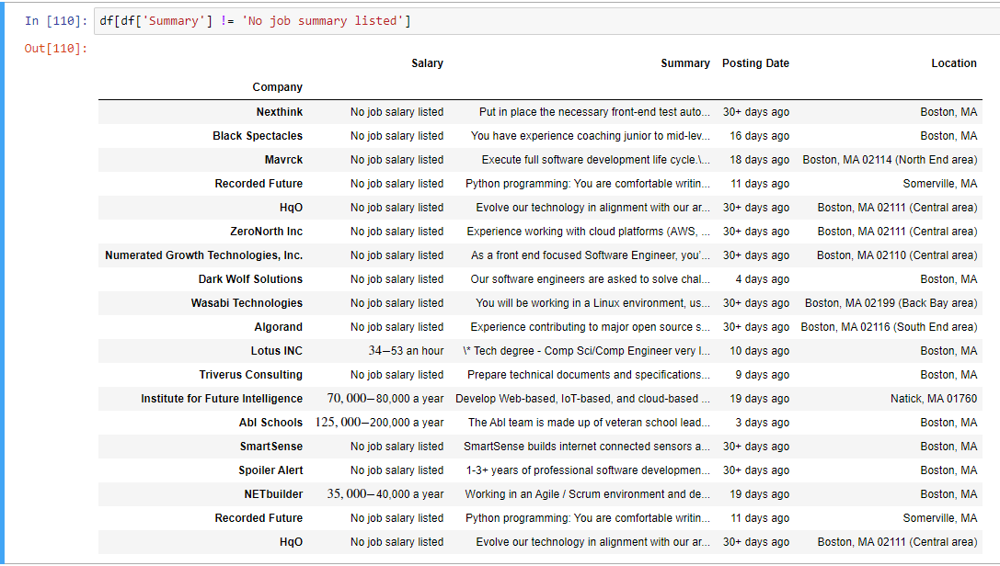 In [110]: df[df['Summary'] != 'No job summary listed']
Out[110]:
Salary Summary Posting Date Location
Company
Nexthink No job salary listed Put in place the necessary front-end test auto... 30+ days ago Boston, MA
Black Spectacles No job salary listed You have experience coaching junior to mid-lev... 16 days ago Boston, MA
Mavrck No job salary listed Execute full software development life cycle.\... 18 days ago Boston, MA 02114 (North End area)
Recorded Future No job salary listed Python programming: You are comfortable writin... 11 days ago Somerville, MA
HqO No job salary listed Evolve our technology in alignment with our ar... 30+ days ago Boston, MA 02111 (Central area)
ZeroNorth Inc No job salary listed Experience working with cloud platforms (AWS, ... 30+ days ago Boston, MA 02111 (Central area)
Numerated Growth Technologies, Inc. No job salary listed As a front end focused Software Engineer, you'... 30+ days ago Boston, MA 02110 (Central area)
Dark Wolf Solutions No job salary listed Our software engineers are asked to solve chal... 4 days ago Boston, MA
Wasabi Technologies No job salary listed You will be working in a Linux environment, us... 30+ days ago Boston, MA 02199 (Back Bay area)
Algorand No job salary listed Experience contributing to major open source s... 30+ days ago Boston, MA 02116 (South End area)
Lotus INC 34−53 an hour \* Tech degree - Comp Sci/Comp Engineer very l... 10 days ago Boston, MA
Triverus Consulting No job salary listed Prepare technical documents and specifications... 9 days ago Boston, MA
Institute for Future Intelligence 70,000−80,000 a year Develop Web-based, IoT-based, and cloud-based ... 19 days ago Natick, MA 01760
Abl Schools 125,000−200,000 a year The Abl team is made up of veteran school lead... 3 days ago Boston, MA
SmartSense No job salary listed SmartSense builds internet connected sensors a... 30+ days ago Boston, MA
Spoiler Alert No job salary listed 1-3+ years of professional software developmen... 30+ days ago Boston, MA
NETbuilder 35,000−40,000 a year Working in an Agile / Scrum environment and de... 19 days ago Boston, MA
Recorded Future No job salary listed Python programming: You are comfortable writin... 11 days ago Somerville, MA
HqO No job salary listed Evolve our technology in alignment with our ar... 30+ days ago Boston, MA 02111 (Central area)